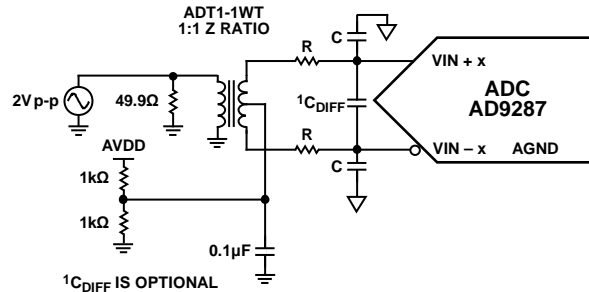 ADT1-1WT
1:1 Z RATIO
C
R
VIN + x
ADC
AD9287
2V p-p
49.9Ω
1CDIFF
R
VIN – x AGND
AVDD
C
1kΩ
1kΩ
0.1µF
1CDIFF IS OPTIONAL